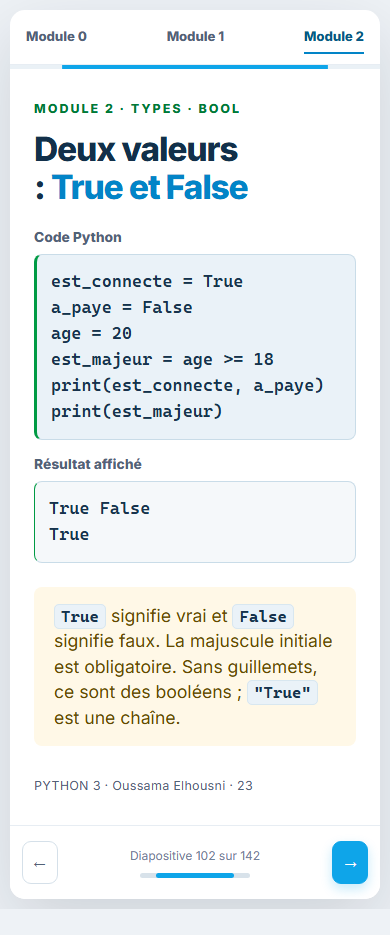 Module 0 Module 1 Module 2
MODULE 2 · TYPES · BOOL
Deux valeurs
: True et False
Code Python
est_connecte = True
a_paye = False
age = 20
est_majeur = age >= 18
print(est_connecte, a_paye)
print(est_majeur)
Résultat affiché
True False
True
True signifie vrai et False
signifie faux. La majuscule initiale
est obligatoire. Sans guillemets,
ce sont des booléens ; "True"
est une chaîne.
PYTHON 3 · Oussama Elhousni · 23
← Diapositive 102 sur 142 →